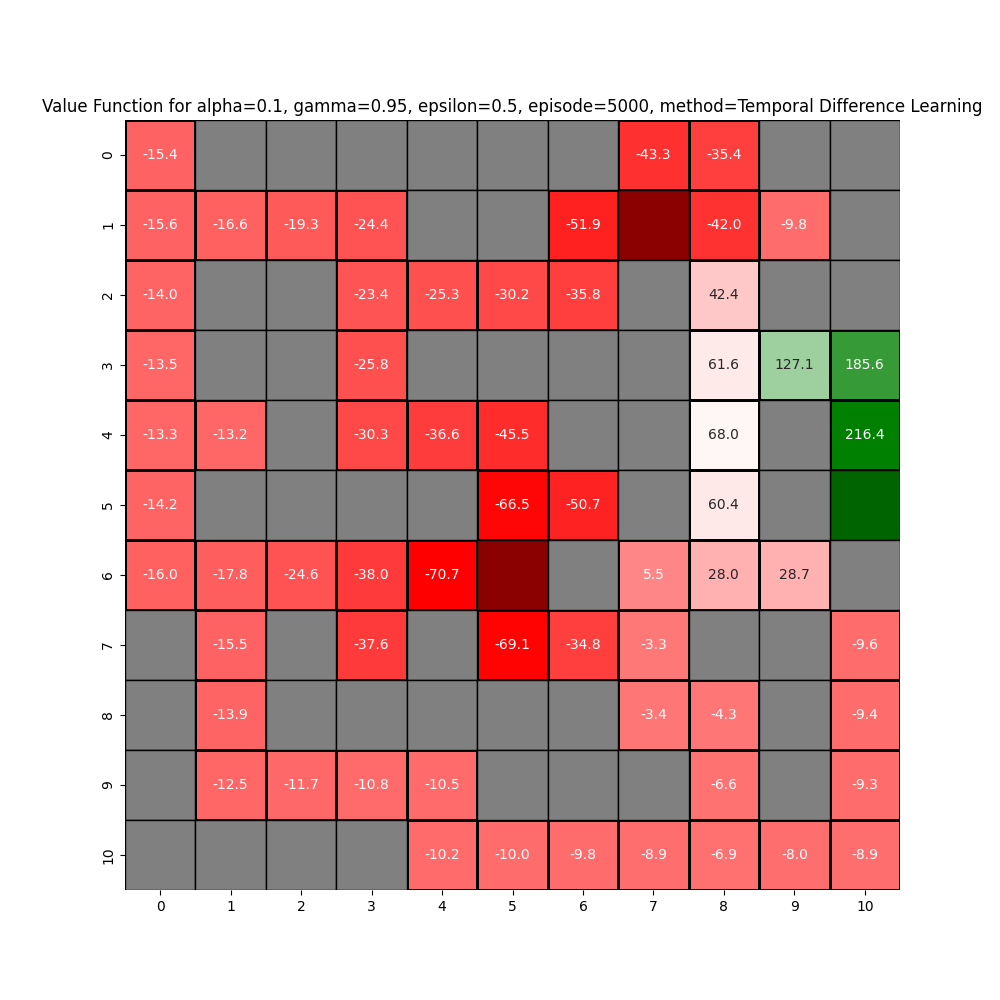 Value Function for alpha=0.1, gamma=0.95, epsilon=0.5, episode=5000, method=Temporal Difference Learning
0 -15.4 -43.3 -35.4
1 -15.6 -16.6 -19.3 -24.4 -51.9 -42.0 -9.8
2 -14.0 -23.4 -25.3 -30.2 -35.8 42.4
3 -13.5 -25.8 61.6 127.1 185.6
4 -13.3 -13.2 -30.3 -36.6 -45.5 68.0 216.4
5 -14.2 -66.5 -50.7 60.4
6 -16.0 -17.8 -24.6 -38.0 -70.7 5.5 28.0 28.7
7 -15.5 -37.6 -69.1 -34.8 -3.3 -9.6
8 -13.9 -3.4 -4.3 -9.4
9 -12.5 -11.7 -10.8 -10.5 -6.6 -9.3
10 -10.2 -10.0 -9.8 -8.9 -6.9 -8.0 -8.9
0 1 2 3 4 5 6 7 8 9 10